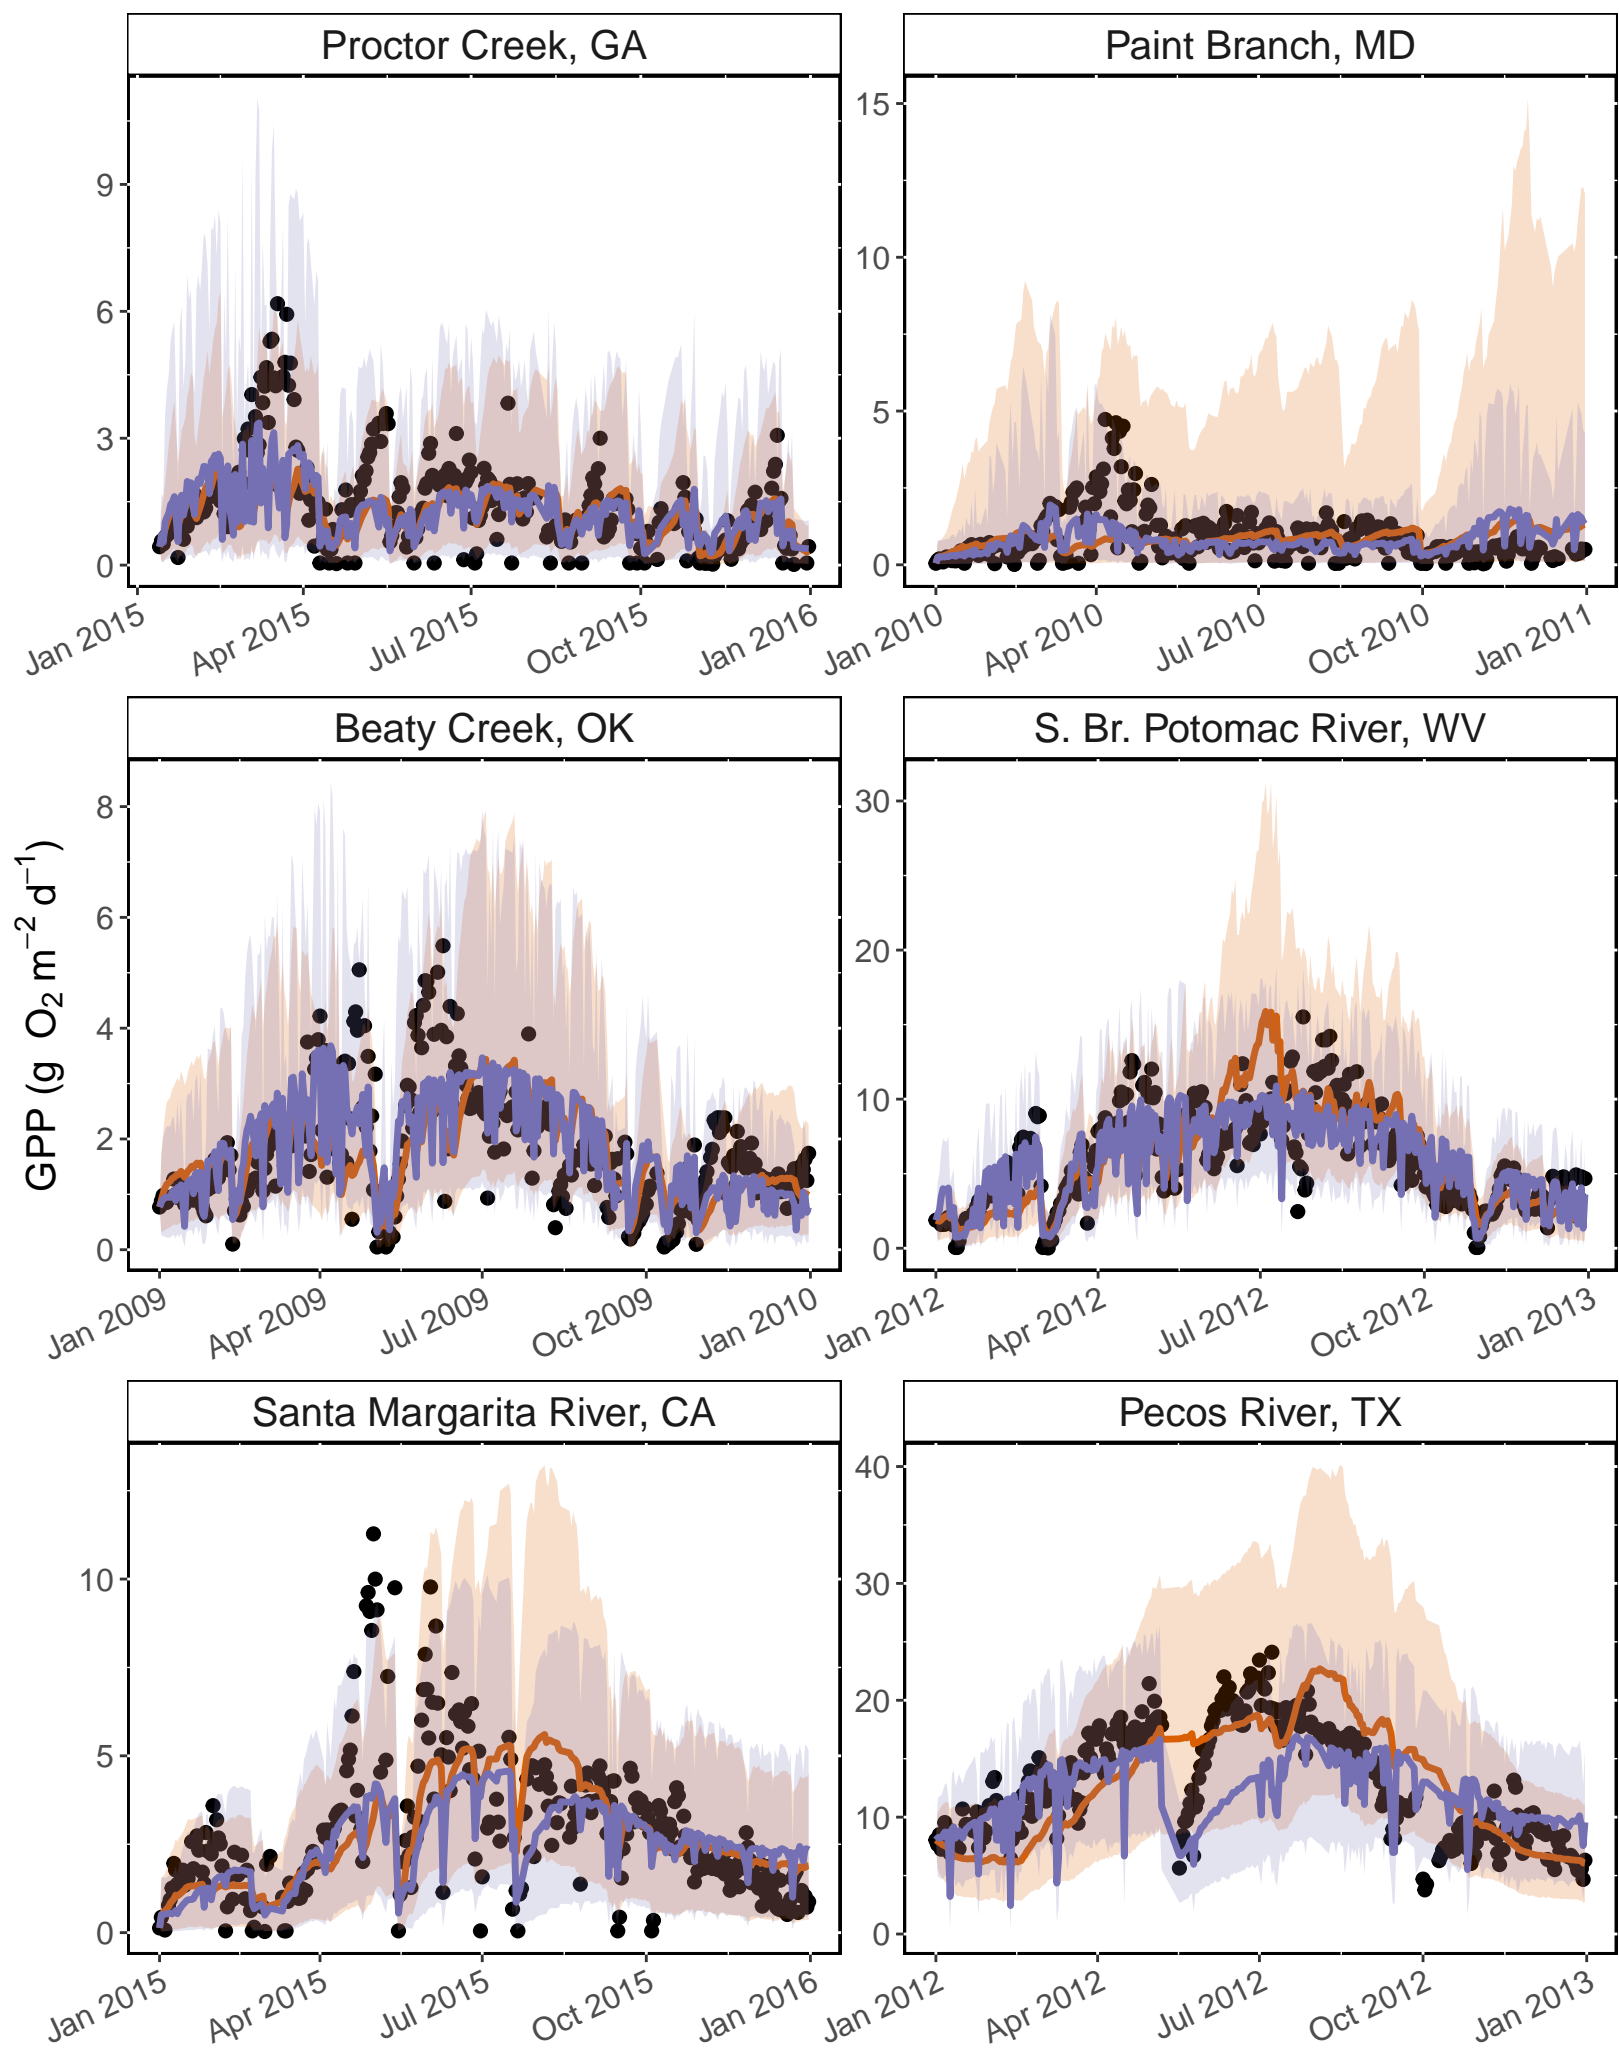 Proctor Creek, GA
Paint Branch, MD
9
6
3
0
Jan 2015
Apr 2015
Jul 2015
Oct 2015
Jan 2016
15
10
5
0
Jan 2010
Apr 2010
Jul 2010
Oct 2010
Jan 2011
Beaty Creek, OK
S. Br. Potomac River, WV
GPP (g O₂ m⁻² d⁻¹)
8
6
4
2
0
Jan 2009
Apr 2009
Jul 2009
Oct 2009
Jan 2010
30
20
10
0
Jan 2012
Apr 2012
Jul 2012
Oct 2012
Jan 2013
Santa Margarita River, CA
Pecos River, TX
10
5
0
Jan 2015
Apr 2015
Jul 2015
Oct 2015
Jan 2016
40
30
20
10
0
Jan 2012
Apr 2012
Jul 2012
Oct 2012
Jan 2013